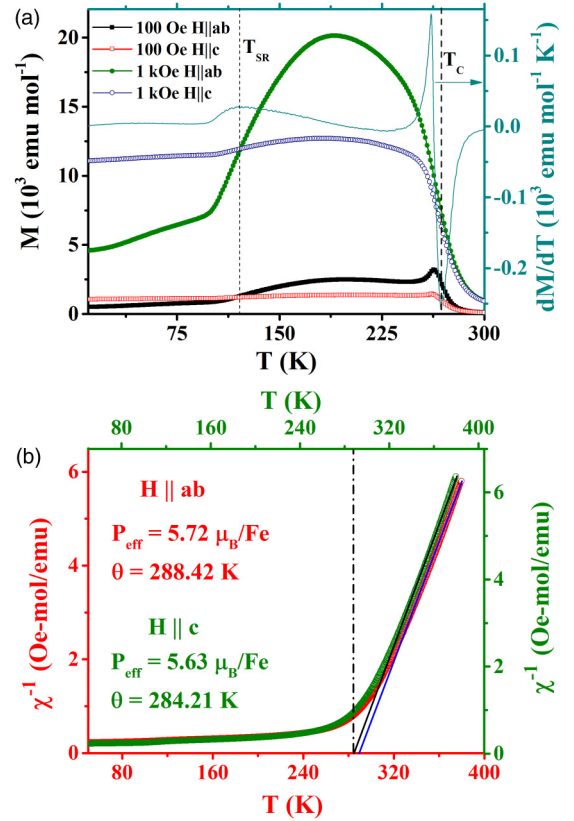 (a)
100 Oe H||ab
100 Oe H||c
1 kOe H||ab
1 kOe H||c
T_SR
T_C
20
15
10
5
0
M (10³ emu mol⁻¹)
0.1
0.0
−0.1
−0.2
dM/dT (10³ emu mol⁻¹ K⁻¹)
75 150 225 300
T (K)
T (K)
80 160 240 320 400
(b)
H || ab
P_eff = 5.72 μ_B/Fe
θ = 288.42 K
H || c
P_eff = 5.63 μ_B/Fe
θ = 284.21 K
6
4
2
0
χ⁻¹ (Oe-mol/emu)
6
4
2
0
χ⁻¹ (Oe-mol/emu)
80 160 240 320 400
T (K)